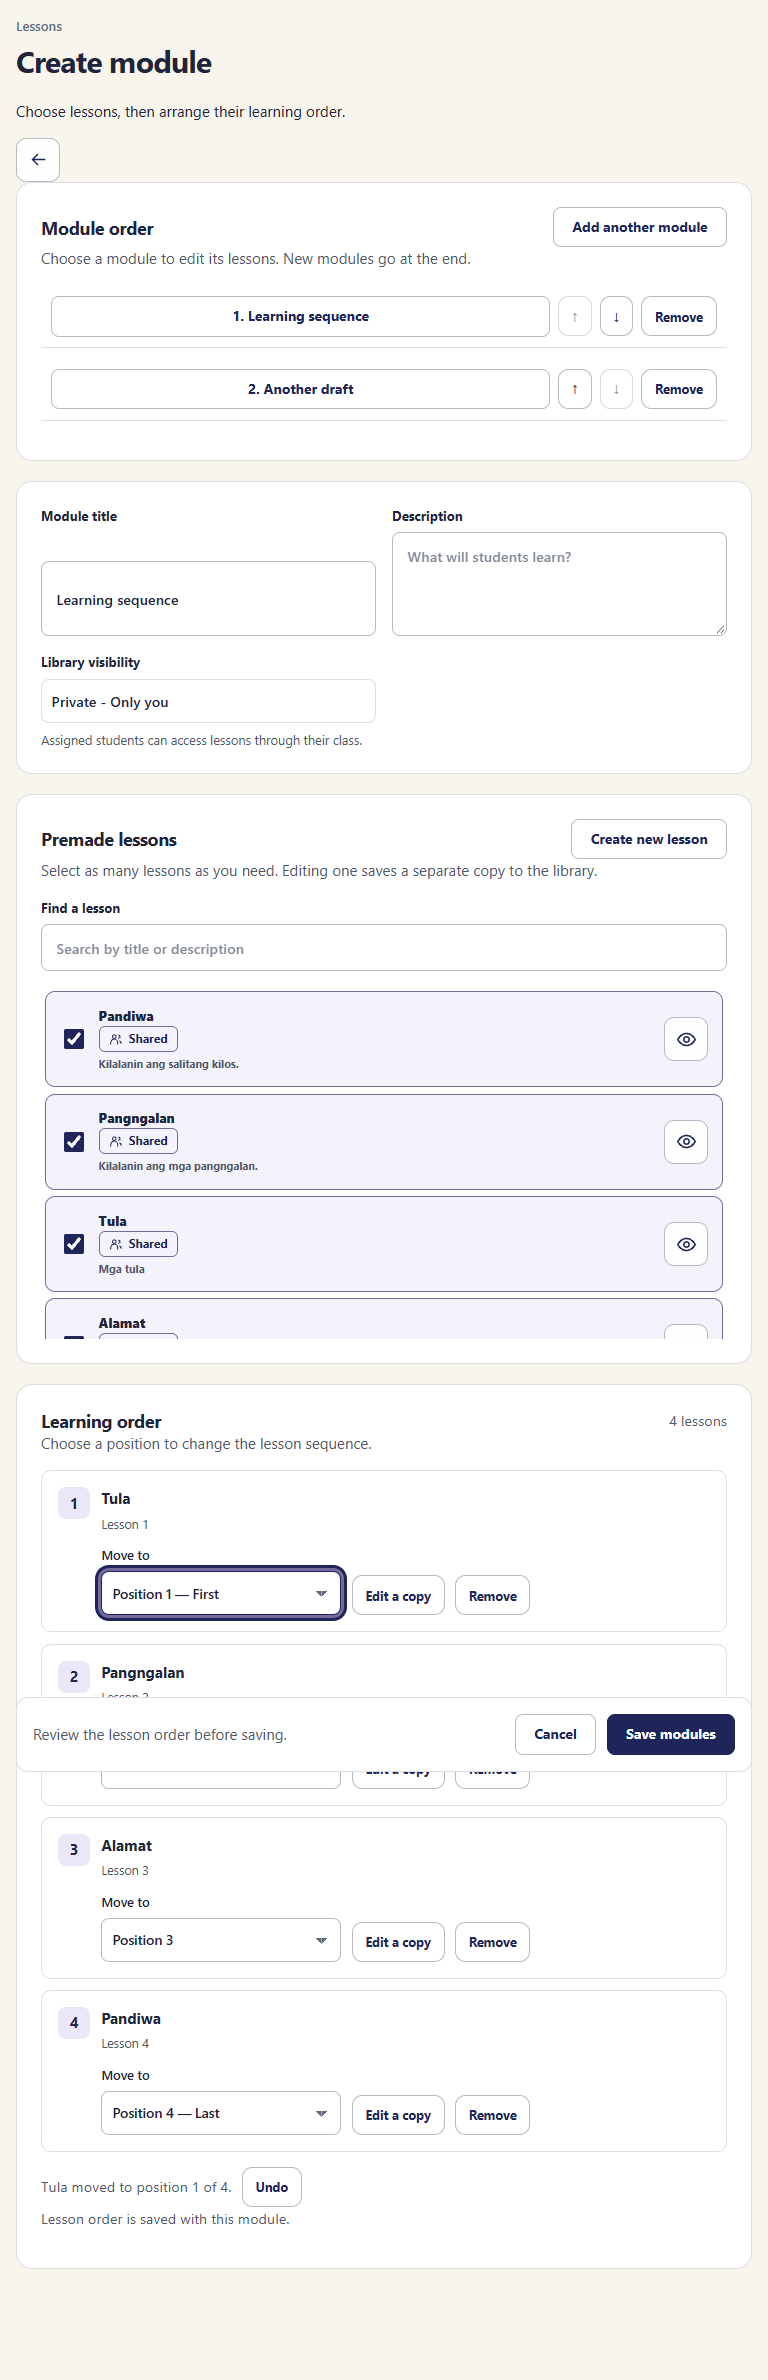 Lessons
Create module
Choose lessons, then arrange their learning order.
←
Module order
Add another module
Choose a module to edit its lessons. New modules go at the end.
1. Learning sequence
↑
↓
Remove
2. Another draft
↑
↓
Remove
Module title
Description
Learning sequence
What will students learn?
Library visibility
Private - Only you
Assigned students can access lessons through their class.
Premade lessons
Create new lesson
Select as many lessons as you need. Editing one saves a separate copy to the library.
Find a lesson
Search by title or description
Pandiwa
Shared
Kilalanin ang salitang kilos.
Pangngalan
Shared
Kilalanin ang mga pangngalan.
Tula
Shared
Mga tula
Alamat
Learning order
4 lessons
Choose a position to change the lesson sequence.
1
Tula
Lesson 1
Move to
Position 1 — First
Edit a copy
Remove
2
Pangngalan
Review the lesson order before saving.
Cancel
Save modules
Edit a copy
Remove
3
Alamat
Lesson 3
Move to
Position 3
Edit a copy
Remove
4
Pandiwa
Lesson 4
Move to
Position 4 — Last
Edit a copy
Remove
Tula moved to position 1 of 4.
Undo
Lesson order is saved with this module.